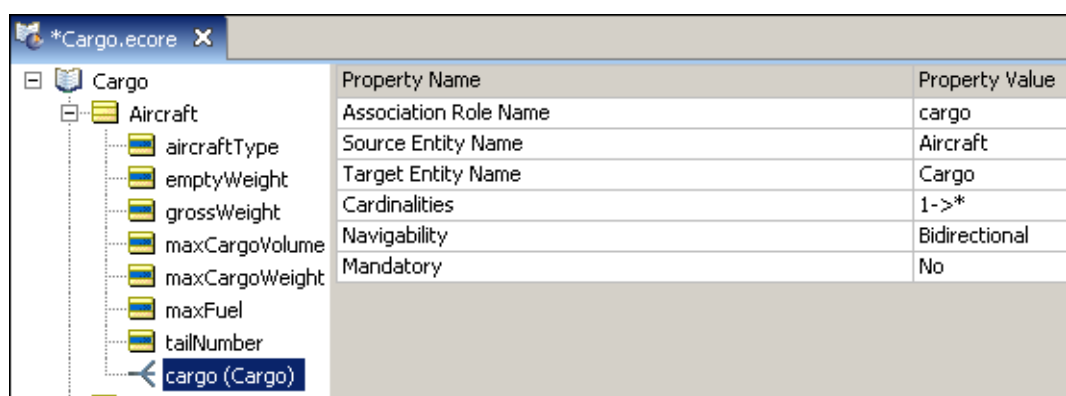 *Cargo.ecore
Cargo
Aircraft
aircraftType
emptyWeight
grossWeight
maxCargoVolume
maxCargoWeight
maxFuel
tailNumber
cargo (Cargo)
Property Name Property Value
Association Role Name cargo
Source Entity Name Aircraft
Target Entity Name Cargo
Cardinalities 1->*
Navigability Bidirectional
Mandatory No